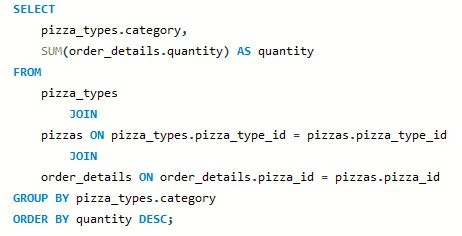 SELECT
    pizza_types.category,
    SUM(order_details.quantity) AS quantity
FROM
    pizza_types
        JOIN
    pizzas ON pizza_types.pizza_type_id = pizzas.pizza_type_id
        JOIN
    order_details ON order_details.pizza_id = pizzas.pizza_id
GROUP BY pizza_types.category
ORDER BY quantity DESC;